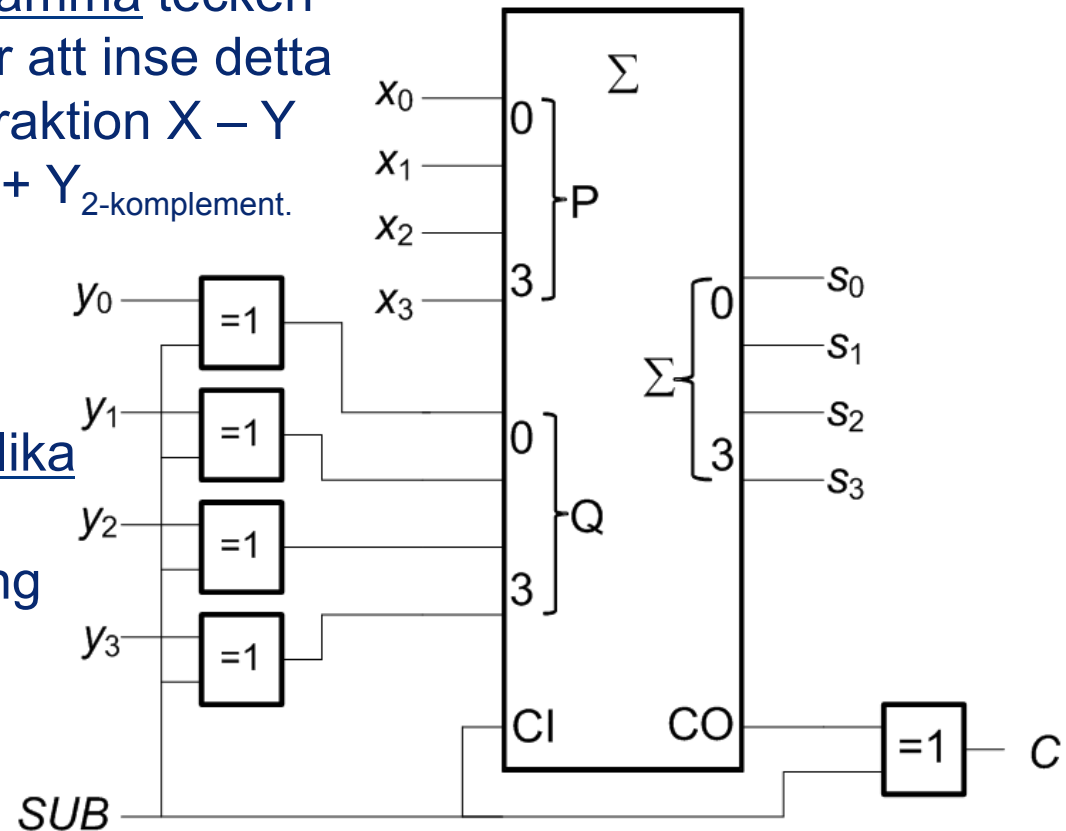 tecken
r att inse detta
raktion X – Y
+ Y2-komplement.
lika
ng
Σ
x0
x1
x2
x3
0
3
P
y0
=1
y1
=1
y2
=1
y3
=1
0
3
Q
Σ
0
3
s0
s1
s2
s3
CI
CO
=1
C
SUB